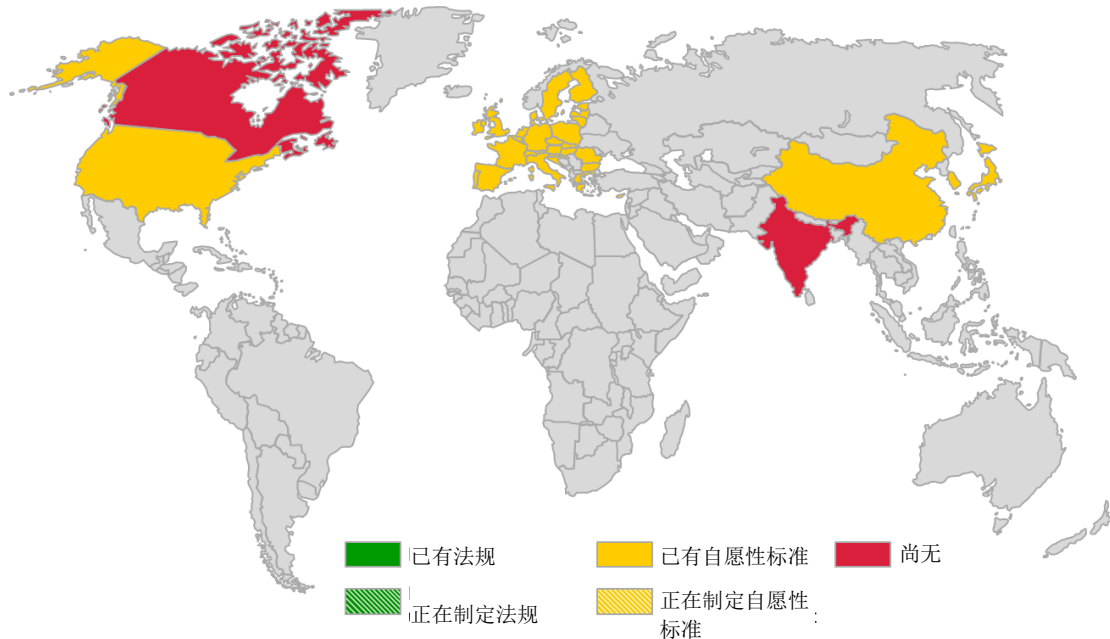 已有法规
已有自愿性标准
尚无
正在制定法规
正在制定自愿性
标准